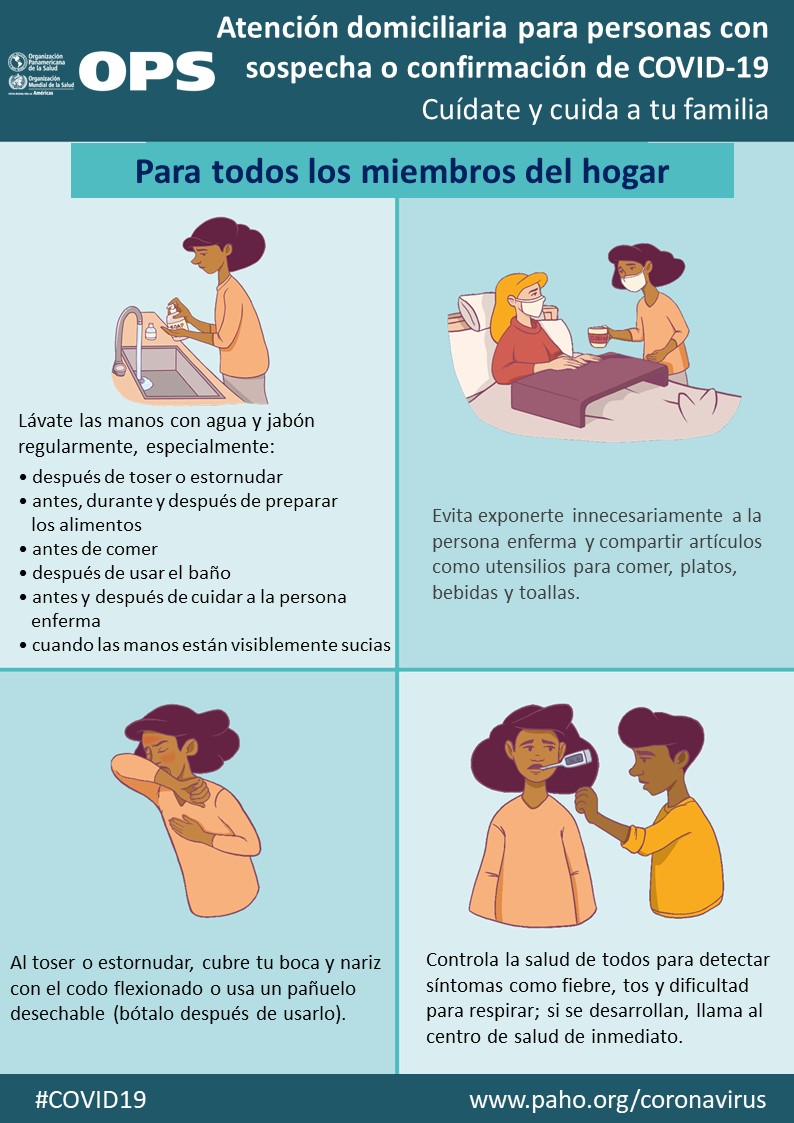 Organización
Panamericana
de la Salud
Organización
Mundial de la Salud
Américas
OPS
Atención domiciliaria para personas con
sospecha o confirmación de COVID-19
Cuídate y cuida a tu familia
Para todos los miembros del hogar
SOAP
Lávate las manos con agua y jabón
regularmente, especialmente:
• después de toser o estornudar
• antes, durante y después de preparar
los alimentos
• antes de comer
• después de usar el baño
• antes y después de cuidar a la persona
enferma
• cuando las manos están visiblemente sucias
Evita exponerte innecesariamente a la
persona enferma y compartir artículos
como utensilios para comer, platos,
bebidas y toallas.
Al toser o estornudar, cubre tu boca y nariz
con el codo flexionado o usa un pañuelo
desechable (bótalo después de usarlo).
Controla la salud de todos para detectar
síntomas como fiebre, tos y dificultad
para respirar; si se desarrollan, llama al
centro de salud de inmediato.
#COVID19
www.paho.org/coronavirus